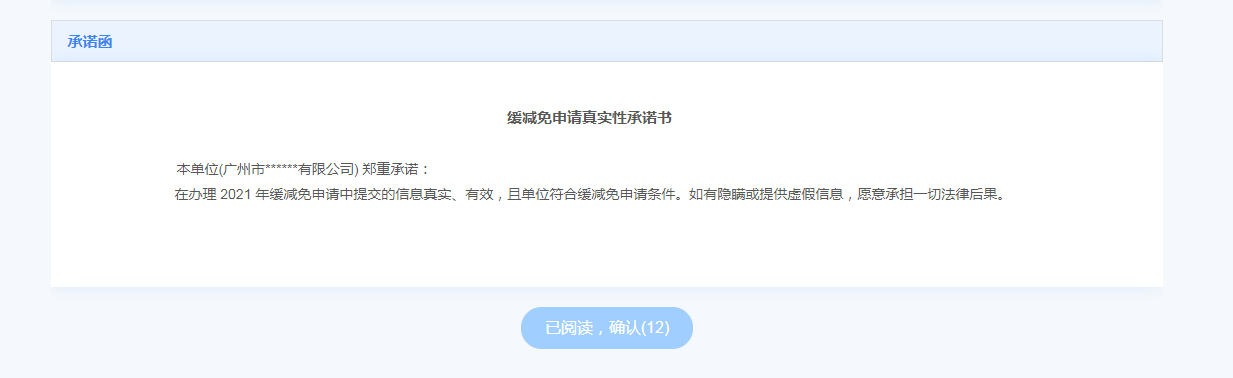 承诺函
缓减免申请真实性承诺书
本单位(广州市******有限公司) 郑重承诺：
在办理 2021 年缓减免申请中提交的信息真实、有效，且单位符合缓减免申请条件。如有隐瞒或提供虚假信息，愿意承担一切法律后果。
已阅读，确认(12)